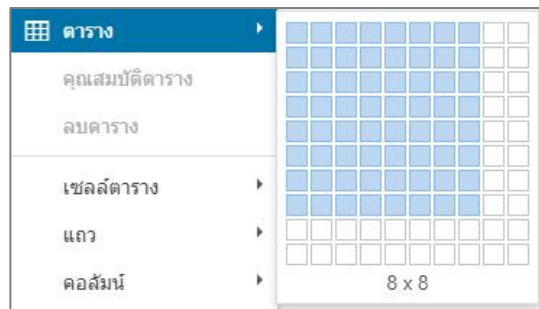 ตาราง
คุณสมบัติตาราง
ลบตาราง
เซลล์ตาราง
แถว
คอลัมน์
8 x 8